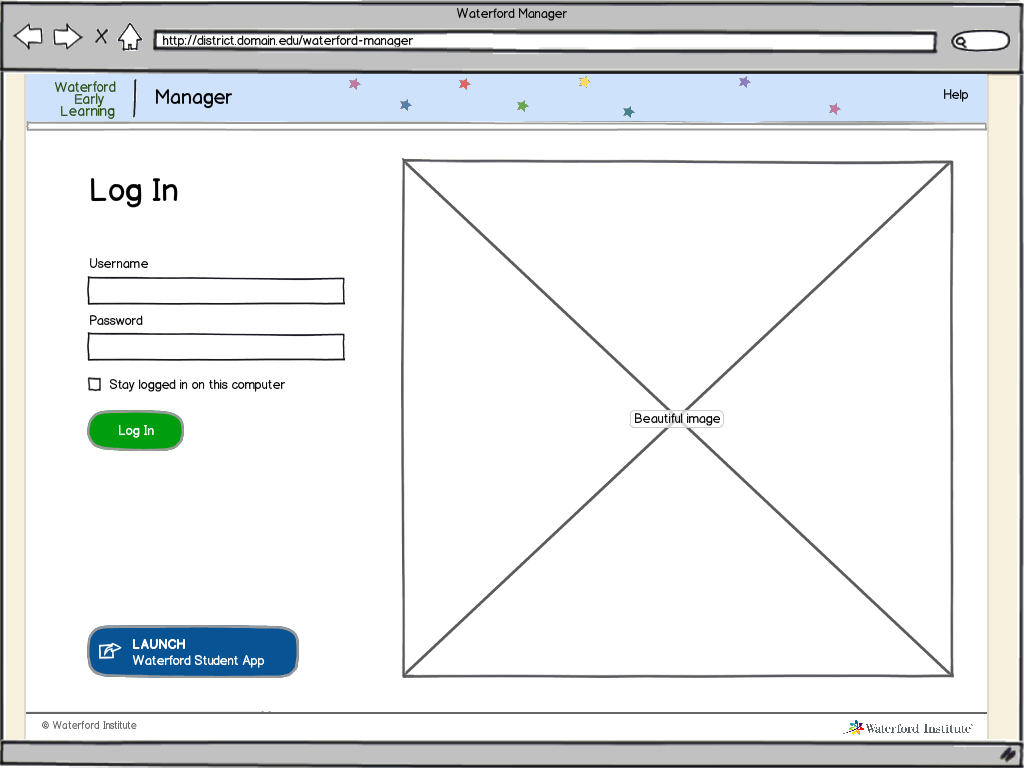 Waterford Manager
http://district.domain.edu/waterford-manager
Waterford
Early
Learning
Manager
Help
Log In
Username
Password
Stay logged in on this computer
Log In
Beautiful image
LAUNCH
Waterford Student App
© Waterford Institute
Waterford Institute